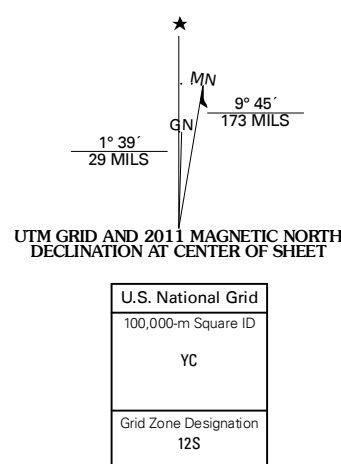 ★
MN
GN
9° 45´
173 MILS
1° 39´
29 MILS
UTM GRID AND 2011 MAGNETIC NORTH
DECLINATION AT CENTER OF SHEET
U.S. National Grid
100,000-m Square ID
YC
Grid Zone Designation
12S